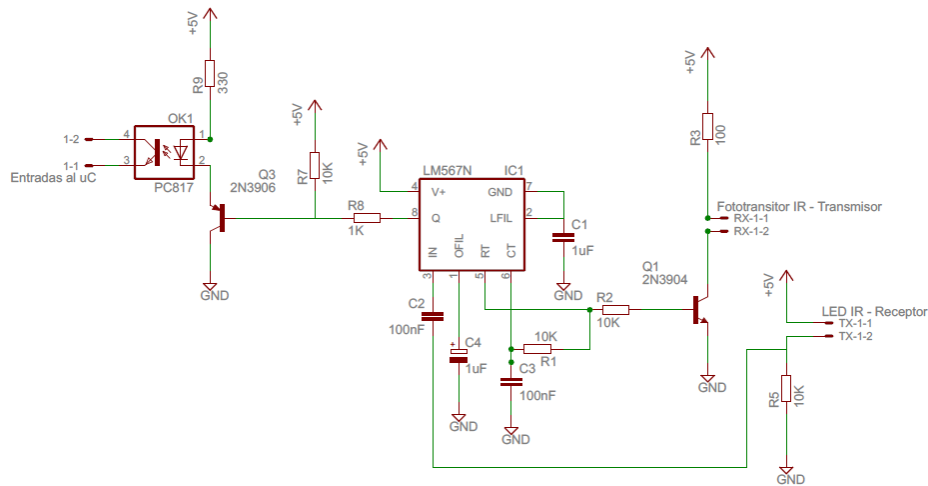 +5V
R9
330
OK1
1-2
4
1
1-1
3
2
Entradas al uC
PC817
+5V
R7
10K
Q3
2N3906
GND
+5V
R8
1K
LM567N
IC1
4
V+
GND
7
8
Q
LFIL
2
IN
OFIL
RT
CT
3
1
5
6
C1
1uF
GND
C2
100nF
+
C4
1uF
GND
10K
R1
C3
100nF
GND
R2
10K
Q1
2N3904
GND
+5V
R3
100
Fototransitor IR - Transmisor
RX-1-1
RX-1-2
+5V
LED IR - Receptor
TX-1-1
TX-1-2
R5
10K
GND